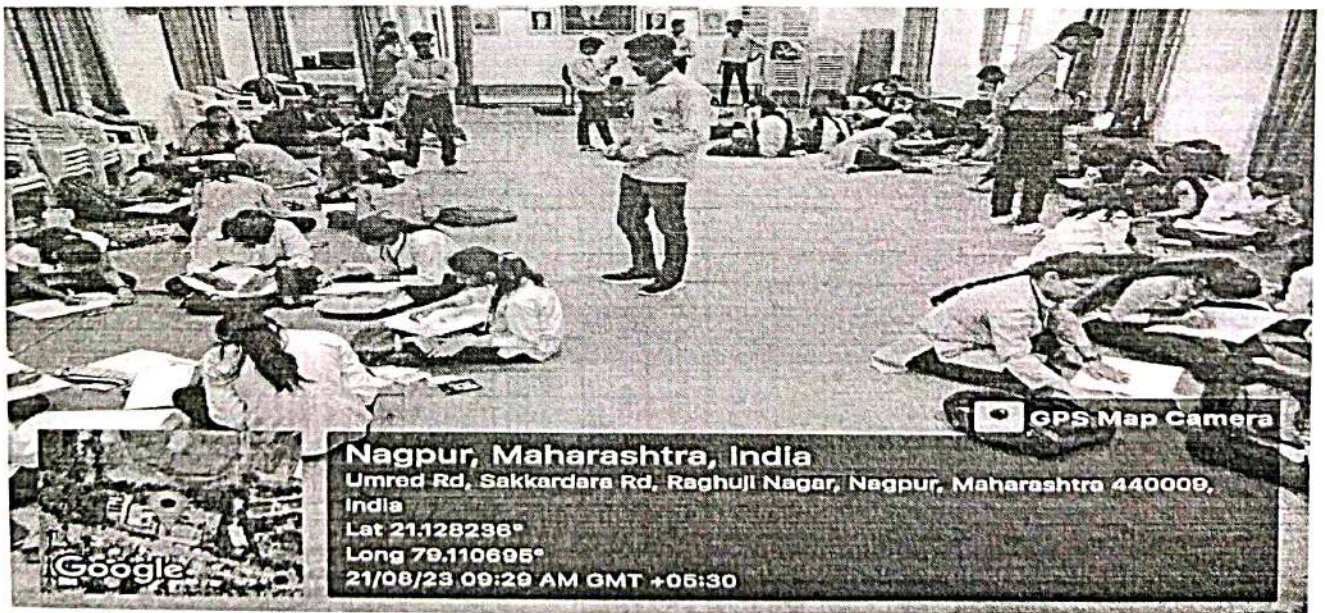 GPS Map Camera
Nagpur, Maharashtra, India
Umred Rd, Sakkardara Rd, Raghuji Nagar, Nagpur, Maharashtra 440009,
India
Lat 21.128236°
Long 79.110695°
21/08/23 09:29 AM GMT +05:30
Google